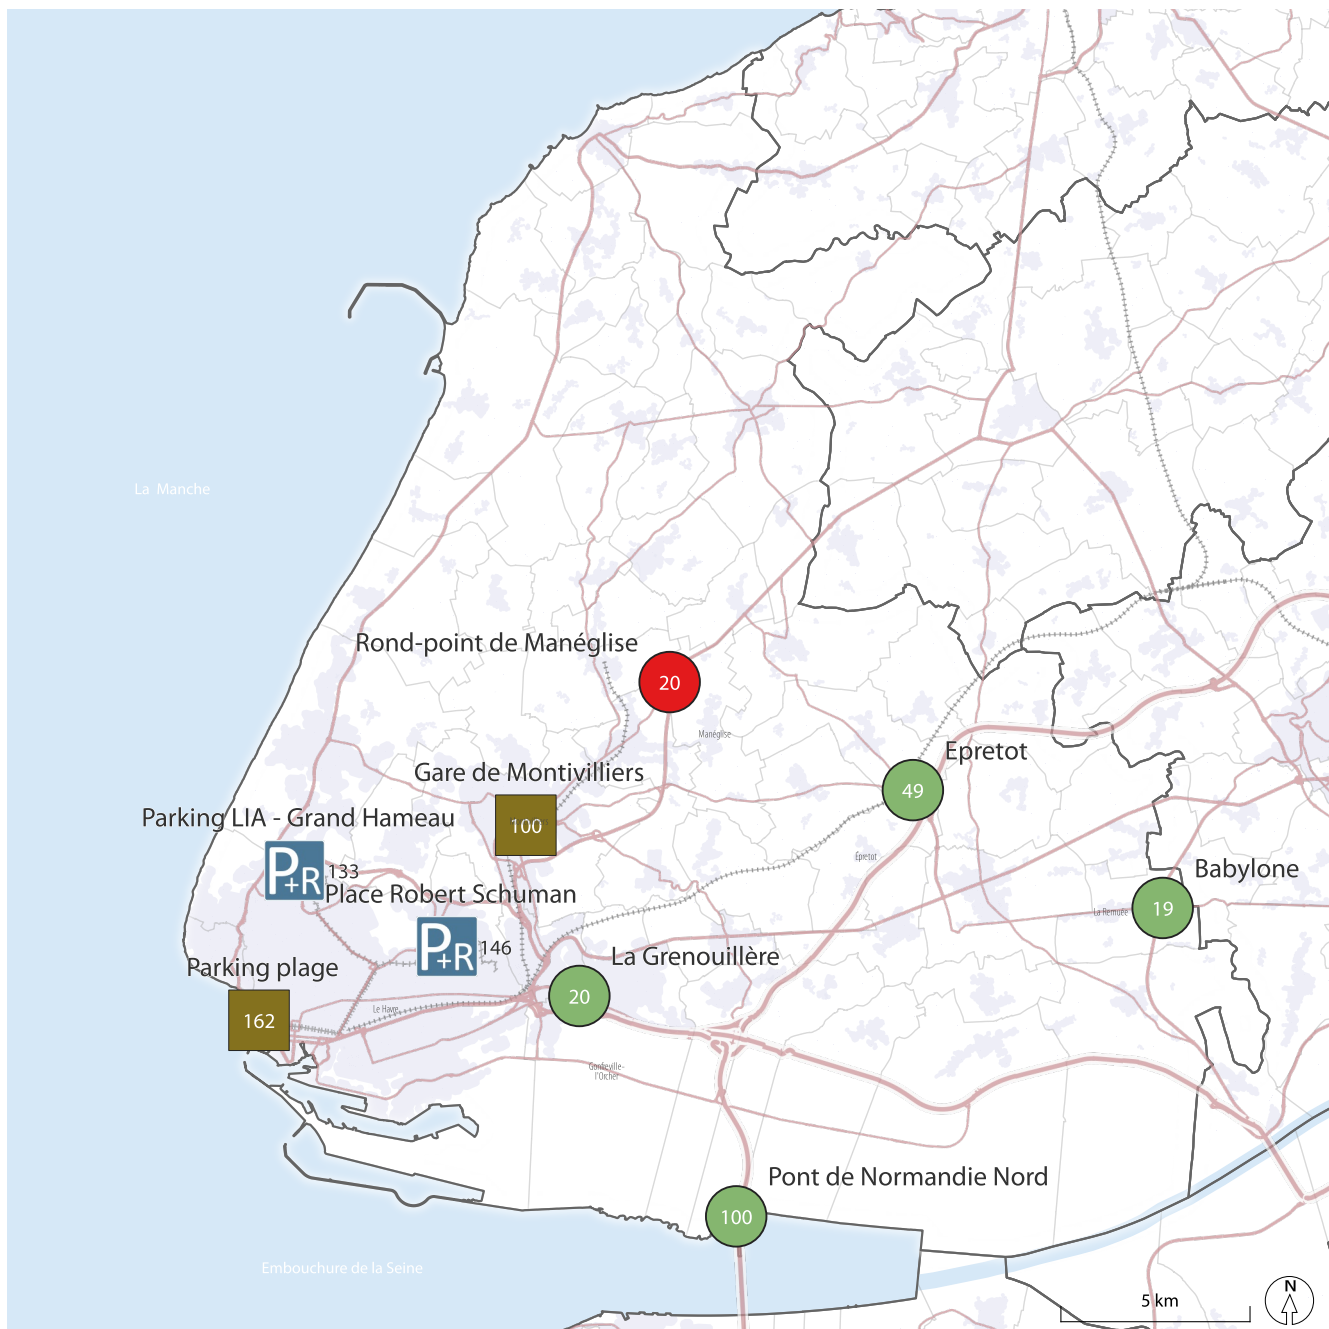 La Manche
Rond-point de Manéglise
20
Manéglise
Epretot
Gare de Montivilliers
49
Parking LIA - Grand Hameau
100
Épretot
P+R
133
Babylone
Place Robert Schuman
19
La Remuée
P+R
146
La Grenouillère
Parking plage
20
Le Havre
162
Gonfreville-
l'Orcher
Pont de Normandie Nord
100
Embouchure de la Seine
5 km
N